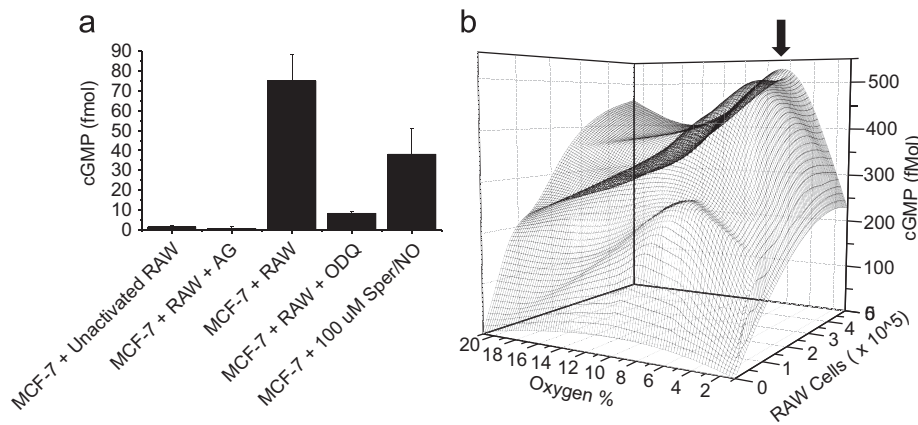 a
90
80
70
60
50
40
30
20
10
0
cGMP (fmol)
MCF-7 + Unactivated RAW
MCF-7 + RAW + AG
MCF-7 + RAW
MCF-7 + RAW + ODQ
MCF-7 + 100 uM Sper/NO
b
500
400
300
200
100
0
cGMP (fMol)
20 18 16 14 12 10 8 6 4 2
Oxygen %
0 1 2 3 4 5
RAW Cells ( x 10^5)